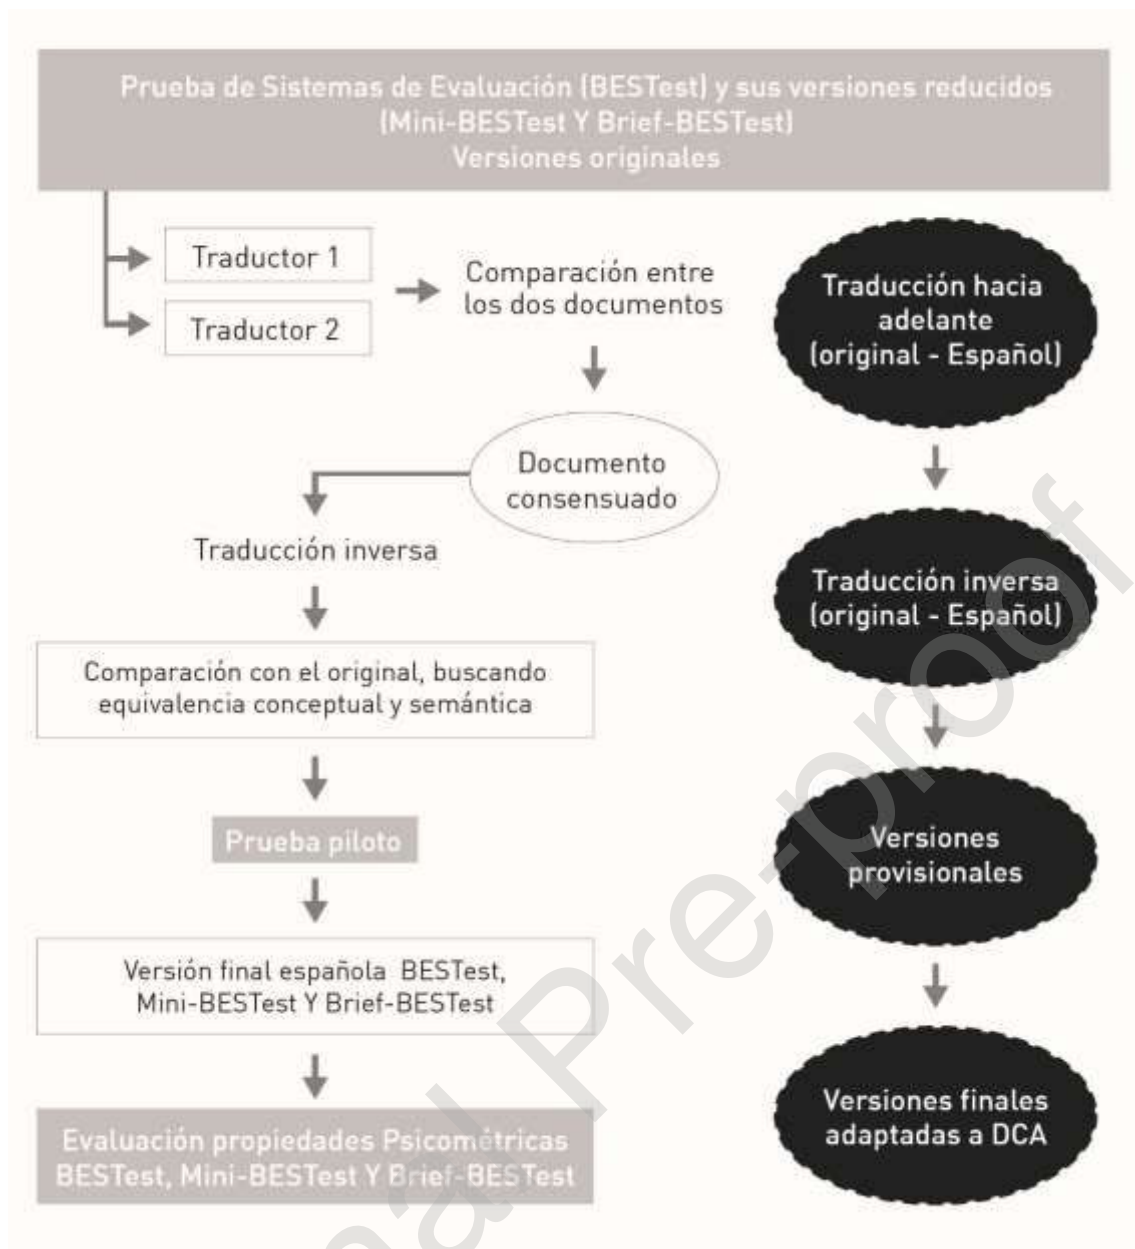 Prueba de Sistemas de Evaluación (BESTest) y sus versiones reducidos
(Mini-BESTest Y Brief-BESTest)
Versiones originales
Traductor 1
Traductor 2
Comparación entre
los dos documentos
Documento
consensuado
Traducción inversa
Comparación con el original, buscando
equivalencia conceptual y semántica
Prueba piloto
Versión final española BESTest,
Mini-BESTest Y Brief-BESTest
Evaluación propiedades Psicométricas
BESTest, Mini-BESTest Y Brief-BESTest
Traducción hacia
adelante
(original - Español)
Traducción inversa
(original - Español)
Versiones
provisionales
Versiones finales
adaptadas a DCA
nal Pre-proof